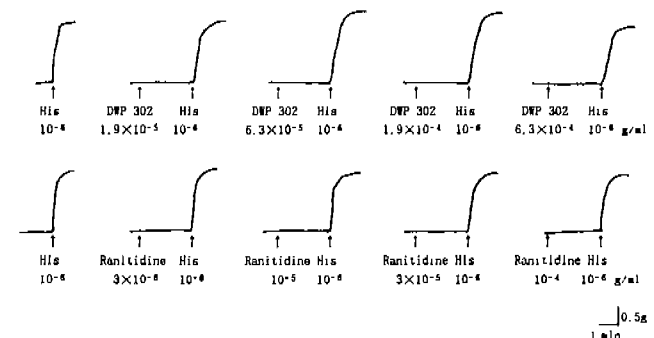 His DWP 302 His DWP 302 His DWP 302 His DWP 302 His
10⁻⁶ 1.9×10⁻⁵ 10⁻⁶ 6.3×10⁻⁵ 10⁻⁶ 1.9×10⁻⁴ 10⁻⁶ 6.3×10⁻⁴ 10⁻⁶ g/ml
His Ranitidine His Ranitidine His Ranitidine His Ranitidine His
10⁻⁶ 3×10⁻⁶ 10⁻⁶ 10⁻⁵ 10⁻⁶ 3×10⁻⁵ 10⁻⁶ 10⁻⁴ 10⁻⁶ g/ml
0.5g
1 min